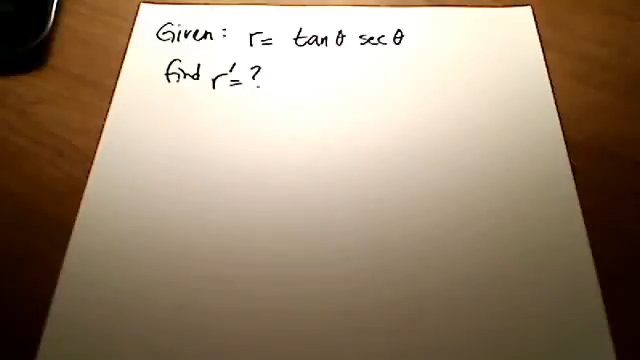 Given: r= tanθ secθ
find r'=?